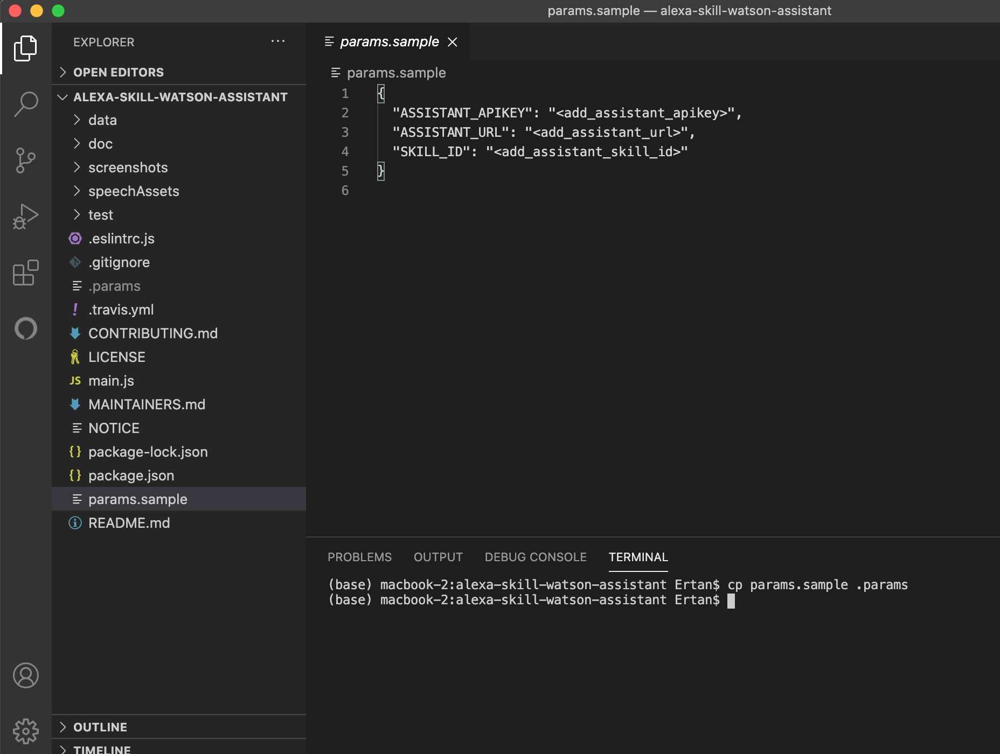 params.sample — alexa-skill-watson-assistant
EXPLORER
OPEN EDITORS
ALEXA-SKILL-WATSON-ASSISTANT
data
doc
screenshots
speechAssets
test
.eslintrc.js
.gitignore
.params
! .travis.yml
CONTRIBUTING.md
LICENSE
JS main.js
MAINTAINERS.md
NOTICE
{} package-lock.json
{} package.json
params.sample
README.md
OUTLINE
TIMELINE
params.sample
params.sample
1 {
2 "ASSISTANT_APIKEY": "<add_assistant_apikey>",
3 "ASSISTANT_URL": "<add_assistant_url>",
4 "SKILL_ID": "<add_assistant_skill_id>"
5 }
6
PROBLEMS OUTPUT DEBUG CONSOLE TERMINAL
(base) macbook-2:alexa-skill-watson-assistant Ertan$ cp params.sample .params
(base) macbook-2:alexa-skill-watson-assistant Ertan$